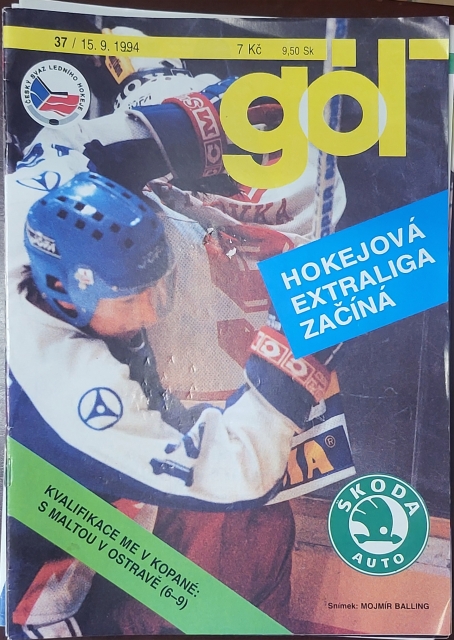 37 / 15. 9. 1994
7 Kč
9,50 Sk
gól
ČESKÝ SVAZ LEDNÍHO HOKEJE
HOKEJOVÁ
EXTRALIGA
ZAČÍNÁ
KVALIFIKACE ME V KOPANÉ:
S MALTOU V OSTRAVĚ (6–9)
ŠKODA
AUTO
Snímek: MOJMÍR BALLING